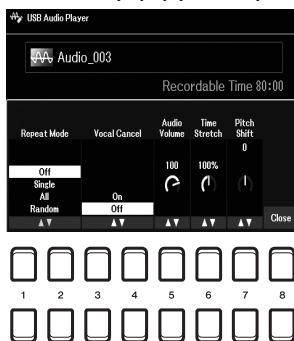 USB Audio Player
Audio_003
Recordable Time 80:00
Repeat Mode
Off
Single
All
Random
Vocal Cancel
On
Off
Audio Volume
100
Time Stretch
100%
Pitch Shift
0
Close
1 2 3 4 5 6 7 8